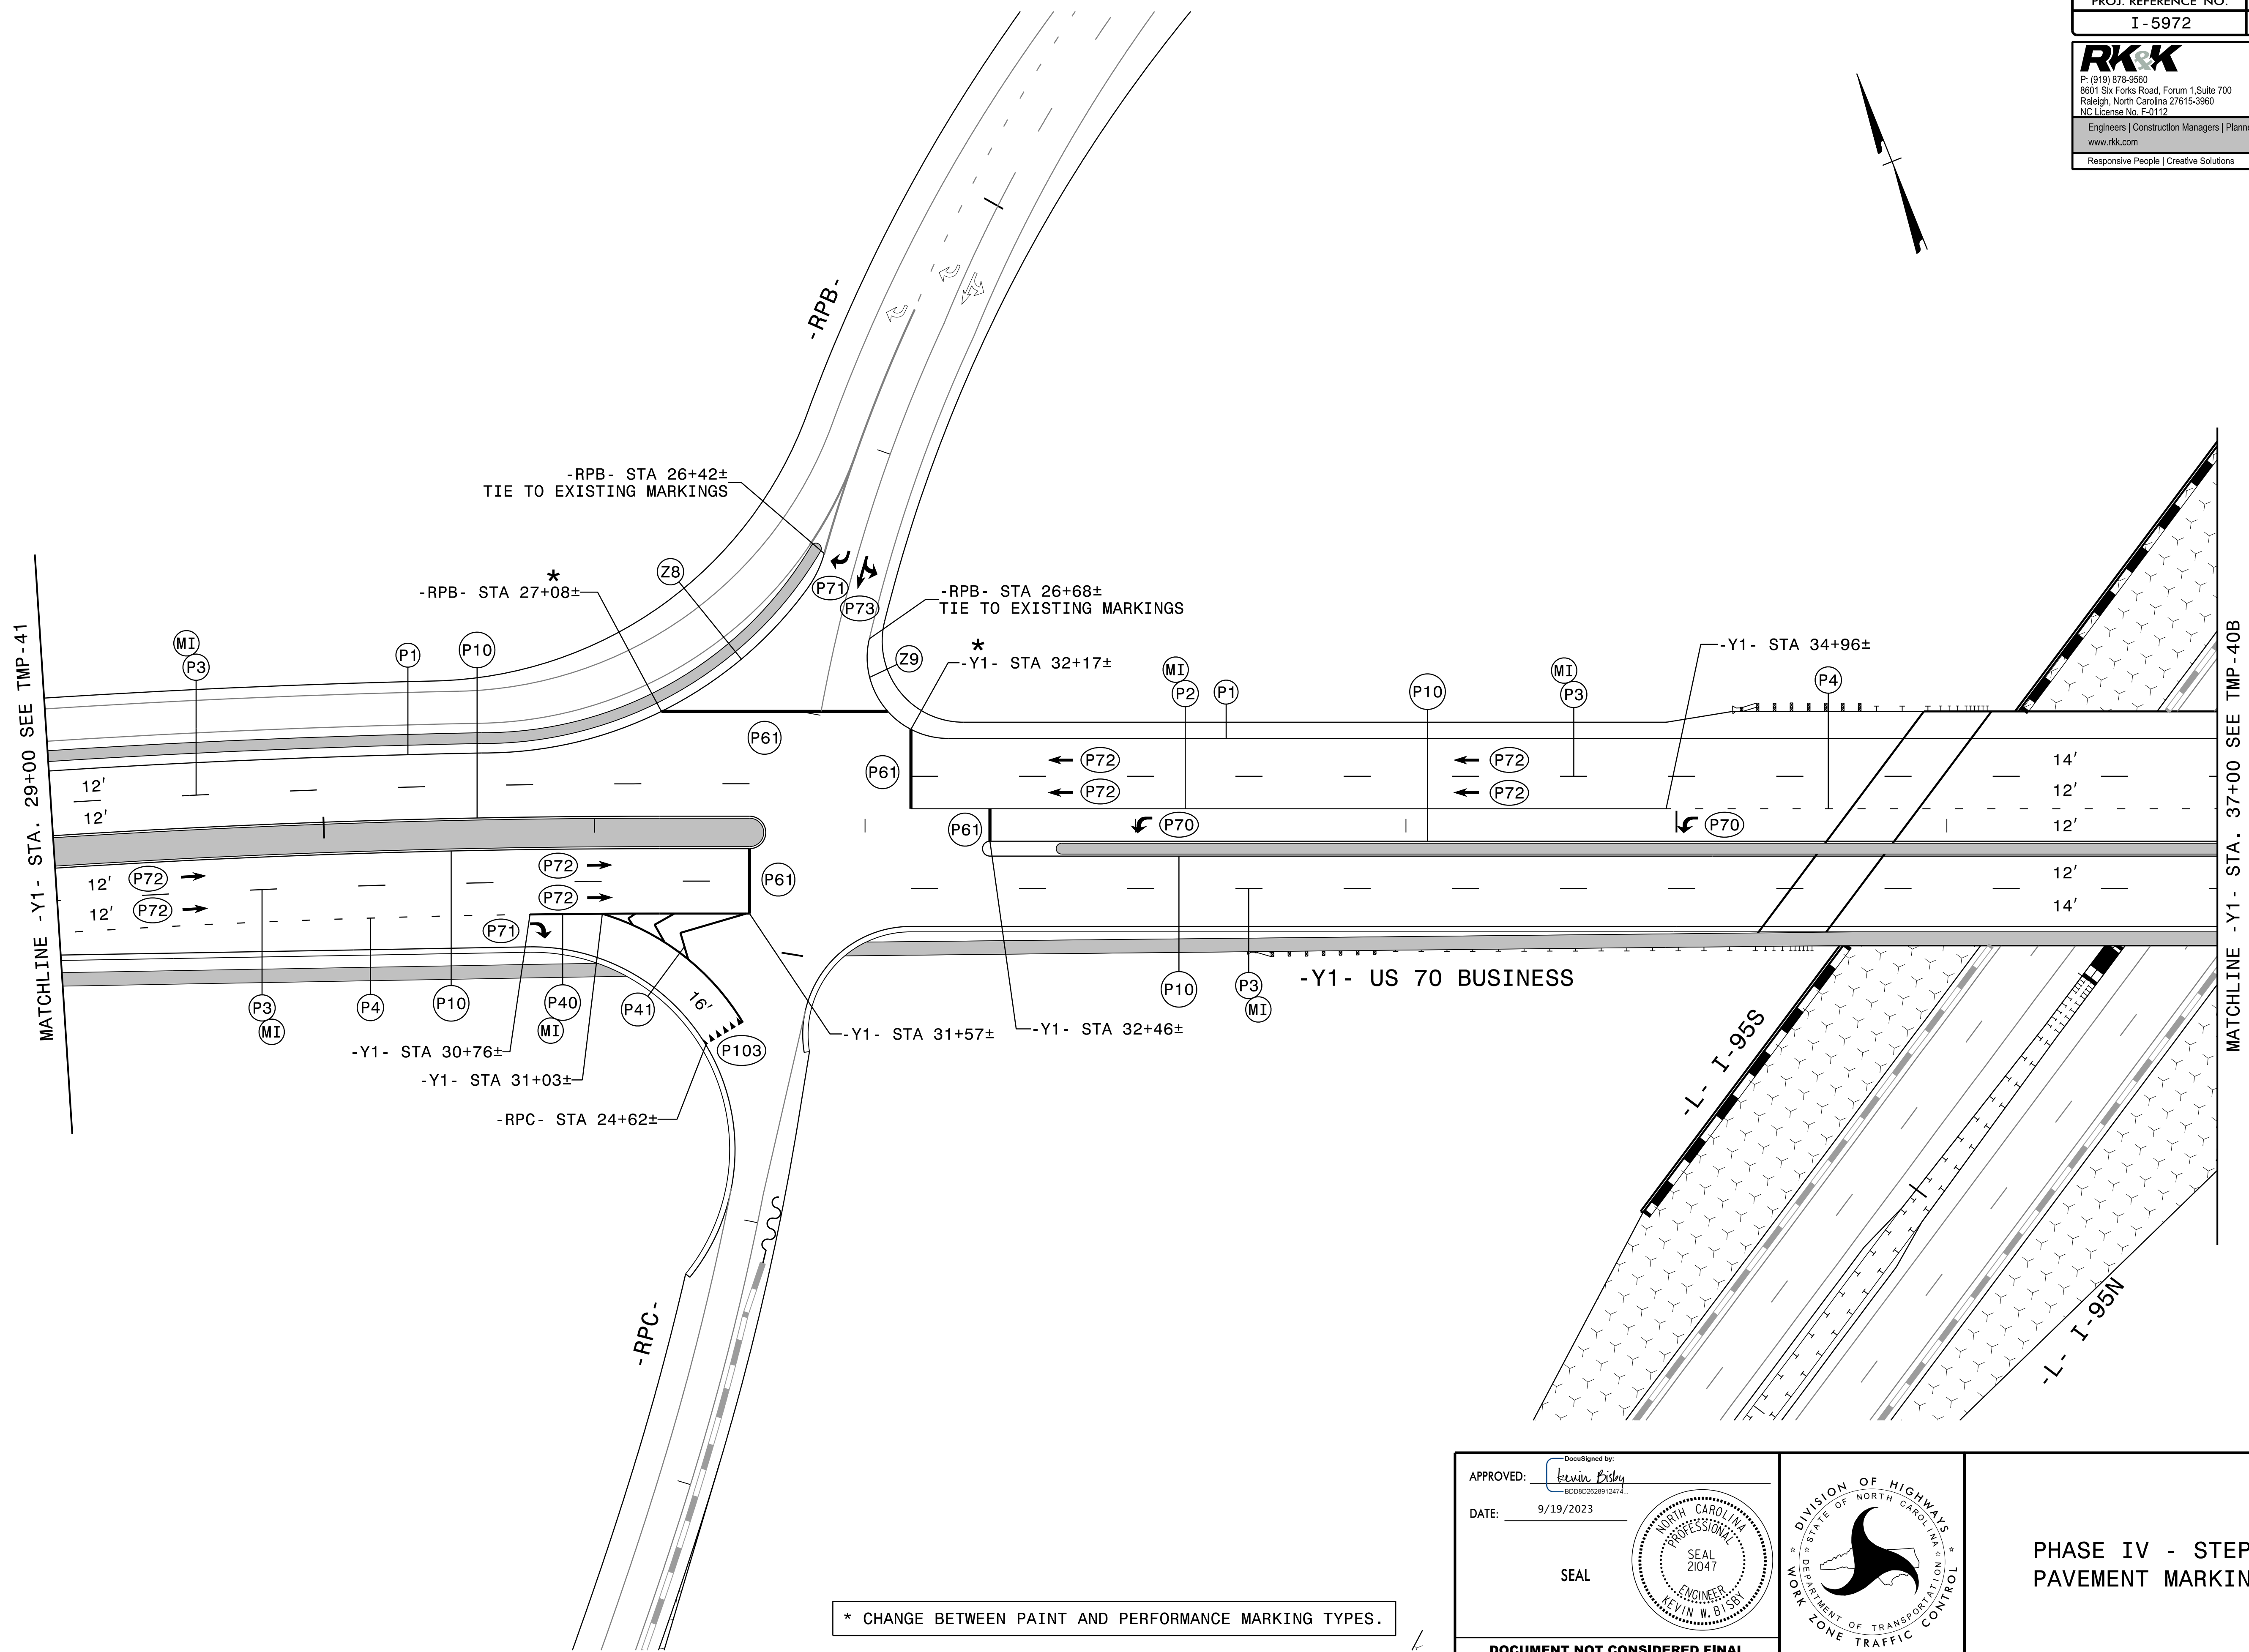 PROJ. REFERENCE NO.
I-5972
RK&K
P: (919) 878-9560
8601 Six Forks Road, Forum 1,Suite 700
Raleigh, North Carolina 27615-3960
NC License No. F-0112
Engineers | Construction Managers |
www.rkk.com
Responsive People | Creative Solutions
-RPB-
-RPB- STA 26+42±
TIE TO EXISTING MARKINGS
*
-RPB- STA 27+08±
Z8
P71
P73
-RPB- STA 26+68±
TIE TO EXISTING MARKINGS
*
-Y1- STA 32+17±
Z9
-Y1- STA 34+96±
MATCHLINE -Y1- STA. 29+00 SEE TMP-41
MATCHLINE -Y1- STA. 37+00 SEE TMP-40B
MI
P3
P1
P10
MI
P2
P1
P10
MI
P3
P4
P61
P61
P72
P72
P72
P72
14'
12'
12'
12'
12'
P61
P70
P70
P72
P72
12'
12'
P72
P72
P61
12'
14'
P71
P3
MI
P4
P10
P40
MI
P41
16'
P103
P10
P3
MI
-Y1- US 70 BUSINESS
-Y1- STA 30+76±
-Y1- STA 31+03±
-RPC- STA 24+62±
-Y1- STA 31+57±
-Y1- STA 32+46±
-RPC-
-L- I-95S
-L- I-95N
* CHANGE BETWEEN PAINT AND PERFORMANCE MARKING TYPES.
APPROVED:
DocuSigned by:
Kevin Bisby
BDD8D2628912474...
DATE: 9/19/2023
SEAL
NORTH CAROLINA
PROFESSIONAL
SEAL
21047
ENGINEER
KEVIN W. BISBY
DOCUMENT NOT CONSIDERED FINAL
DIVISION OF HIGHWAYS
STATE OF NORTH CAROLINA
DEPARTMENT OF TRANSPORTATION
WORK ZONE TRAFFIC CONTROL
PHASE IV - STEP
PAVEMENT